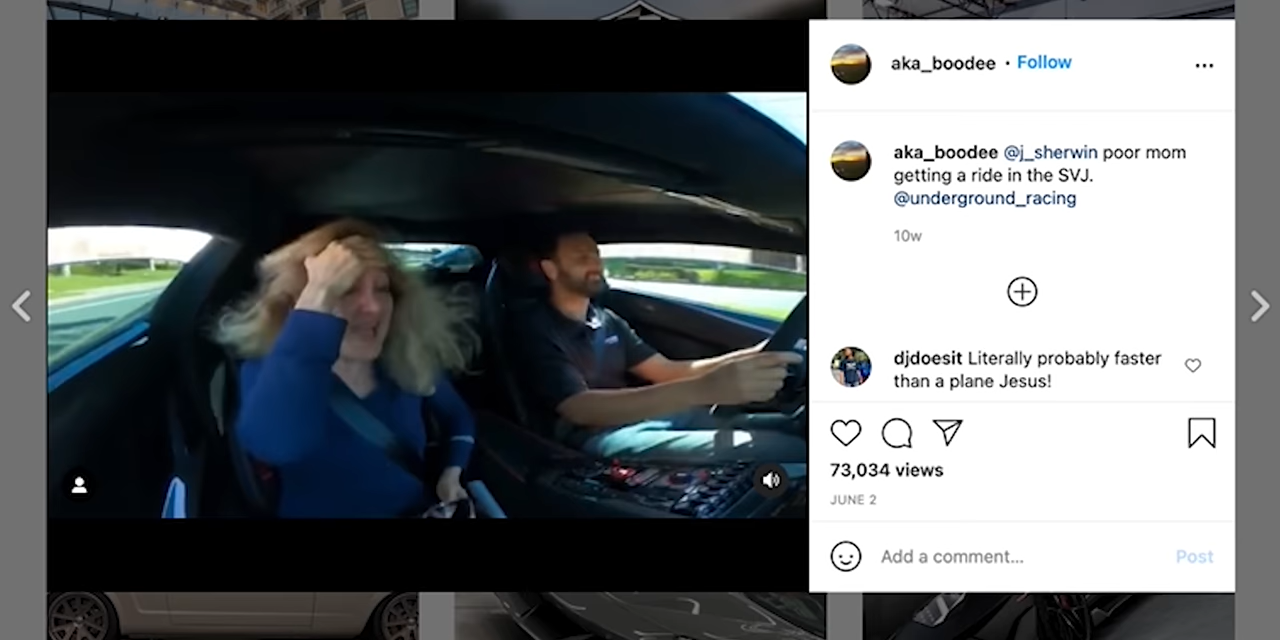 aka_boodee • Follow
aka_boodee @j_sherwin poor mom
getting a ride in the SVJ.
@underground_racing
10w
djdoesit Literally probably faster
than a plane Jesus!
73,034 views
JUNE 2
Add a comment...
Post